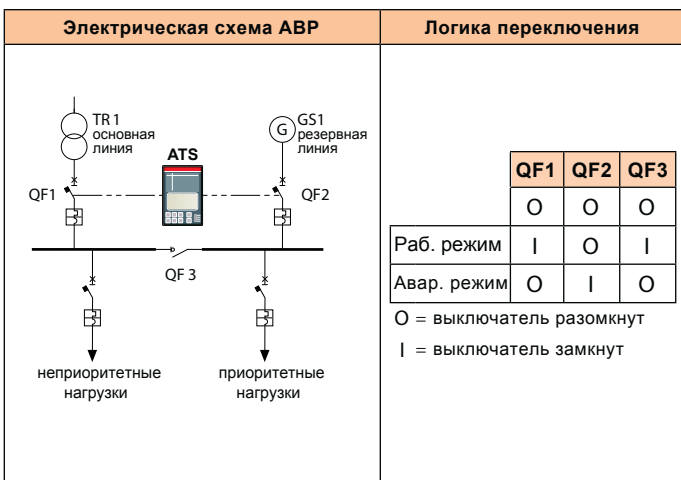 Электрическая схема АВР
Логика переключения
TR 1
основная
линия
ATS
G
GS1
резервная
линия
QF1
QF2
QF 3
неприоритетные
нагрузки
приоритетные
нагрузки
QF1 QF2 QF3
O O O
Раб. режим I O I
Авар. режим O I O
O = выключатель разомкнут
I = выключатель замкнут